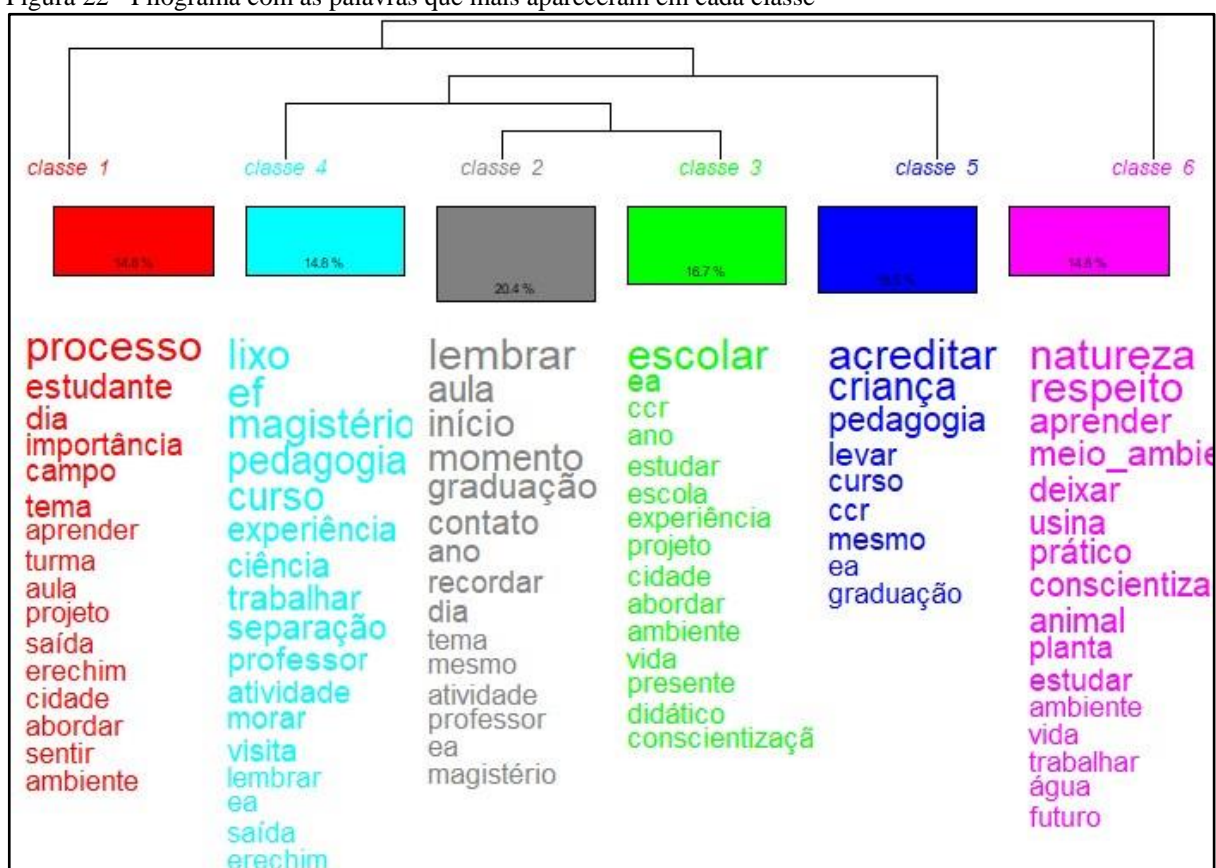 Figura 22 - Filograma com as palavras que mais apareceram em cada classe
classe 1
classe 4
classe 2
classe 3
classe 5
classe 6
14.8 %
14.8 %
20.4 %
16.7 %
14.8 %
processo
estudante
dia
importância
campo
tema
aprender
turma
aula
projeto
saída
erechim
cidade
abordar
sentir
ambiente
lixo
ef
magistério
pedagogia
curso
experiência
ciência
trabalhar
separação
professor
atividade
morar
visita
lembrar
ea
saída
erechim
lembrar
aula
início
momento
graduação
contato
ano
recordar
dia
tema
mesmo
atividade
professor
ea
magistério
escolar
ea
ccr
ano
estudar
escola
experiência
projeto
cidade
abordar
ambiente
vida
presente
didático
conscientizaçã
acreditar
criança
pedagogia
levar
curso
ccr
mesmo
ea
graduação
natureza
respeito
aprender
meio_ambie
deixar
usina
prático
conscientiza
animal
planta
estudar
ambiente
vida
trabalhar
água
futuro